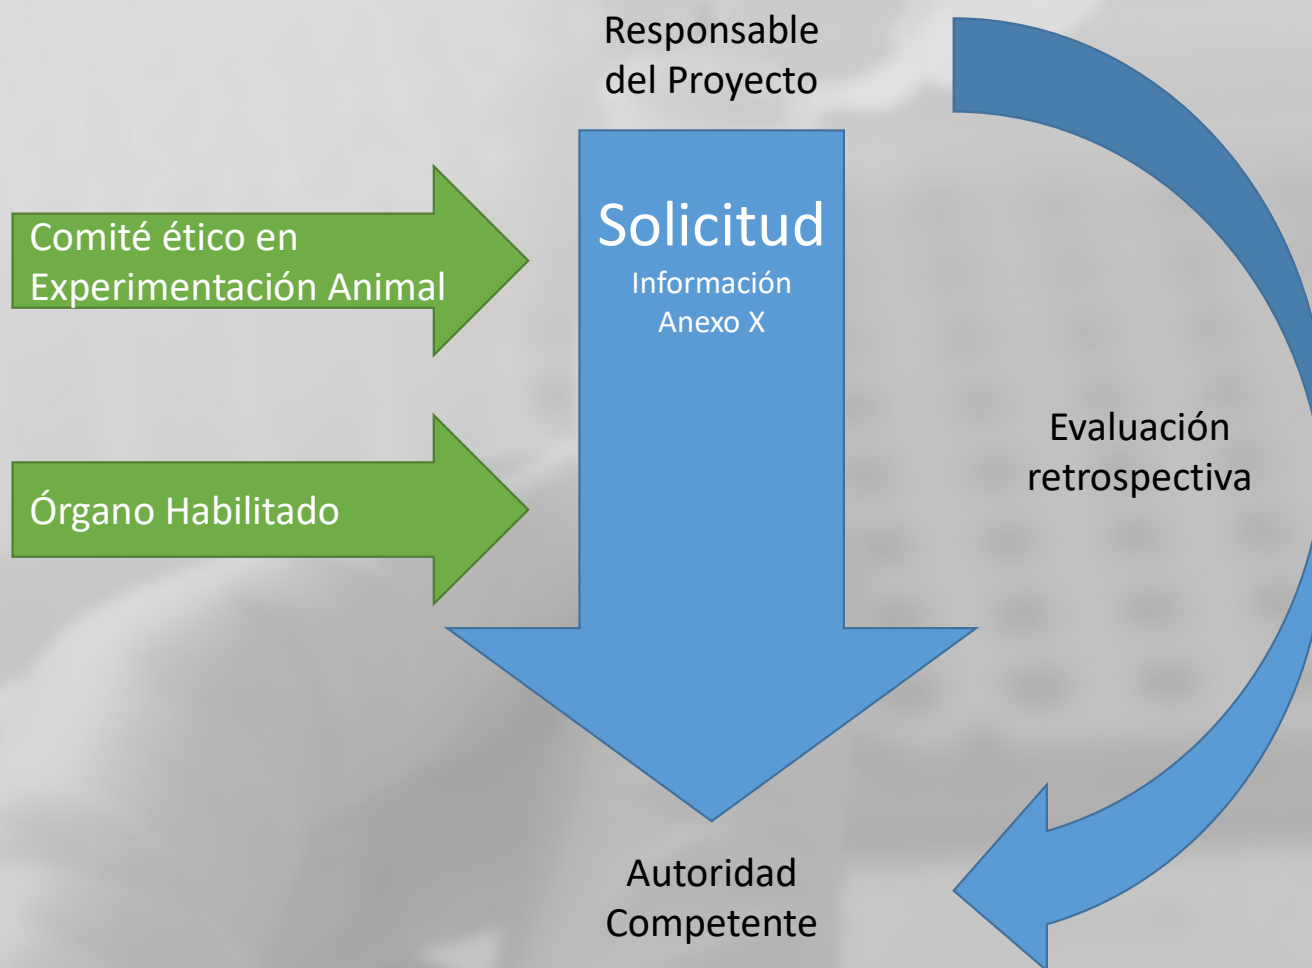 Responsable
del Proyecto
Comité ético en
Experimentación Animal
Solicitud
Información
Anexo X
Órgano Habilitado
Evaluación
retrospectiva
Autoridad
Competente